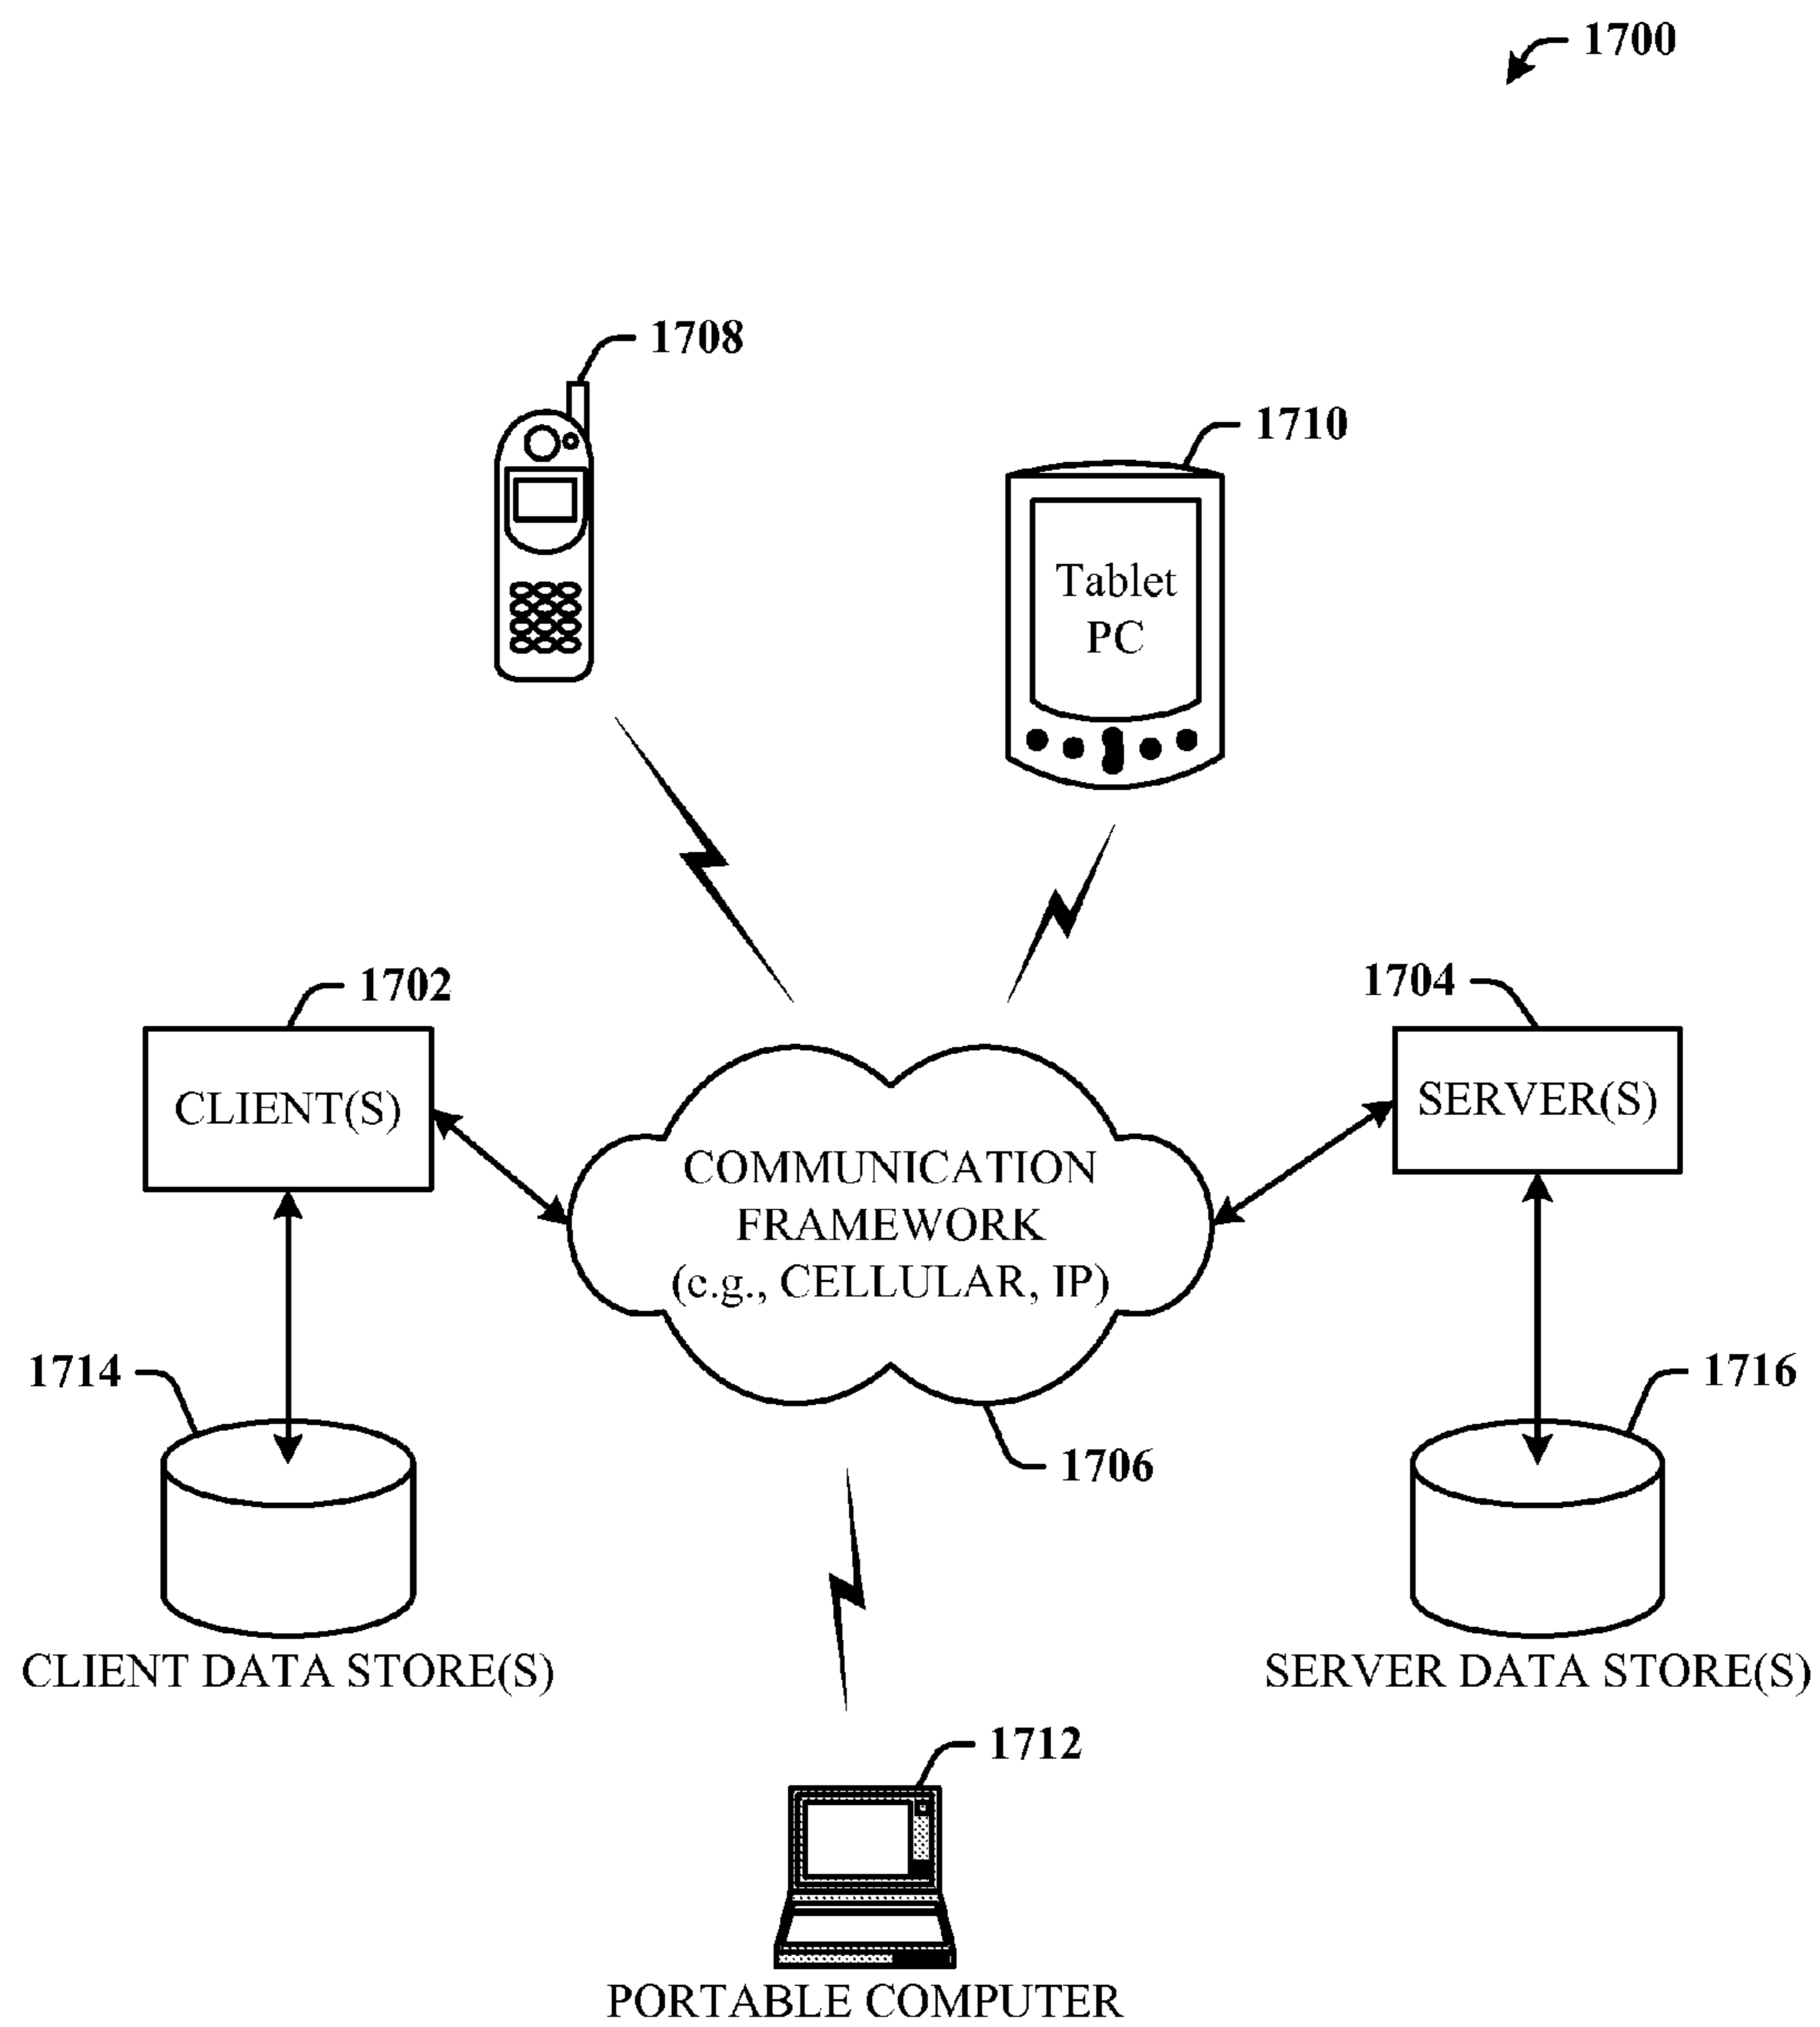 1700
1708
1710
Tablet
PC
1702
1704
CLIENT(S)
SERVER(S)
COMMUNICATION
FRAMEWORK
(e.g., CELLULAR, IP)
1714
1716
1706
CLIENT DATA STORE(S)
SERVER DATA STORE(S)
1712
PORTABLE COMPUTER